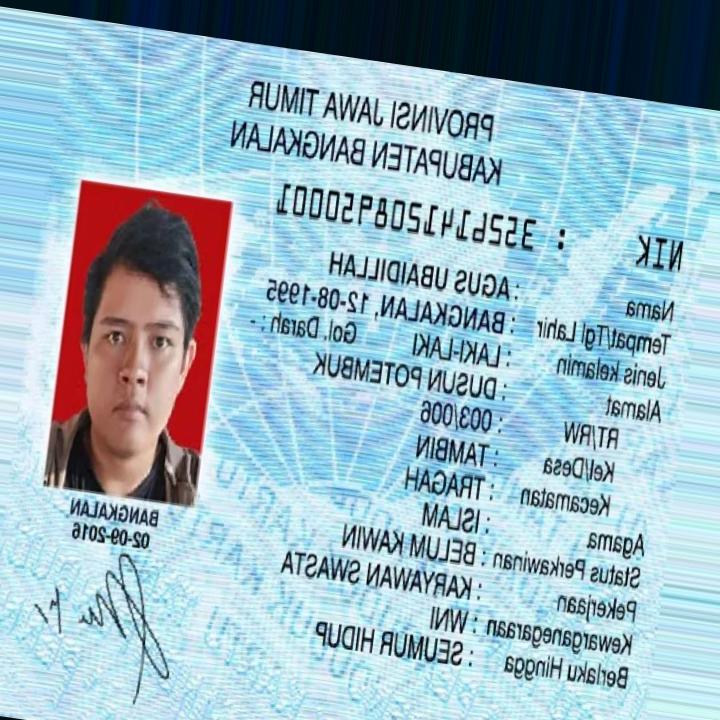 PROVINSI JAWA TIMUR
KABUPATEN BANGKALAN
NIK : 3526141208950001
Nama : AGUS UBAIDILLAH
Tempat/Tgl Lahir : BANGKALAN, 12-08-1995
Jenis kelamin : LAKI-LAKI Gol. Darah : -
Alamat : DUSUN POTEMBUK
RT/RW : 003/006
Kel/Desa : TAMBIN
Kecamatan : TRAGAH
Agama : ISLAM
Status Perkawinan : BELUM KAWIN
Pekerjaan : KARYAWAN SWASTA
Kewarganegaraan : WNI
Berlaku Hingga : SEUMUR HIDUP
BANGKALAN
02-09-2016